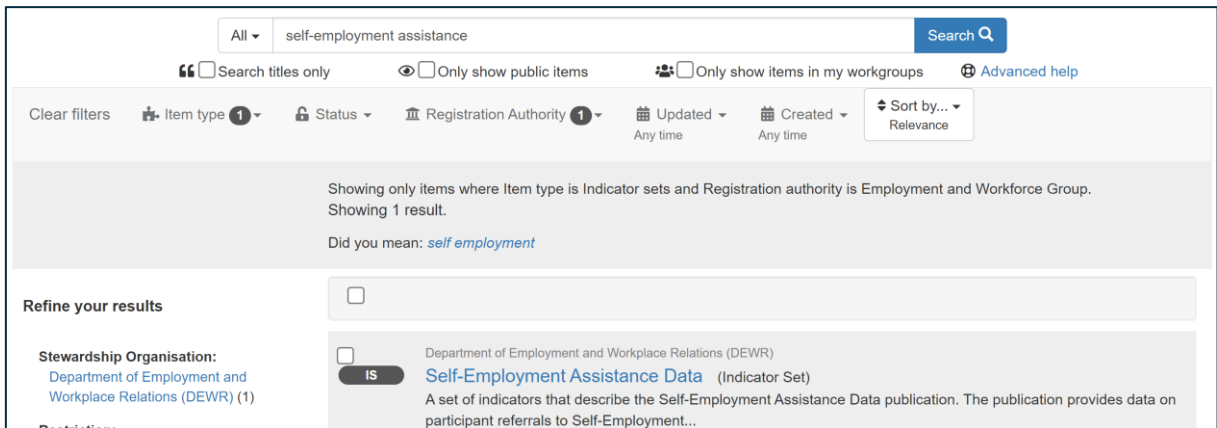 All
self-employment assistance
Search
Search titles only
Only show public items
Only show items in my workgroups
Advanced help
Clear filters
Item type 1
Status
Registration Authority 1
Updated
Any time
Created
Any time
Sort by...
Relevance
Showing only items where Item type is Indicator sets and Registration authority is Employment and Workforce Group.
Showing 1 result.
Did you mean: self employment
Refine your results
Stewardship Organisation:
Department of Employment and
Workplace Relations (DEWR) (1)
Department of Employment and Workplace Relations (DEWR)
IS
Self-Employment Assistance Data (Indicator Set)
A set of indicators that describe the Self-Employment Assistance Data publication. The publication provides data on
participant referrals to Self-Employment...